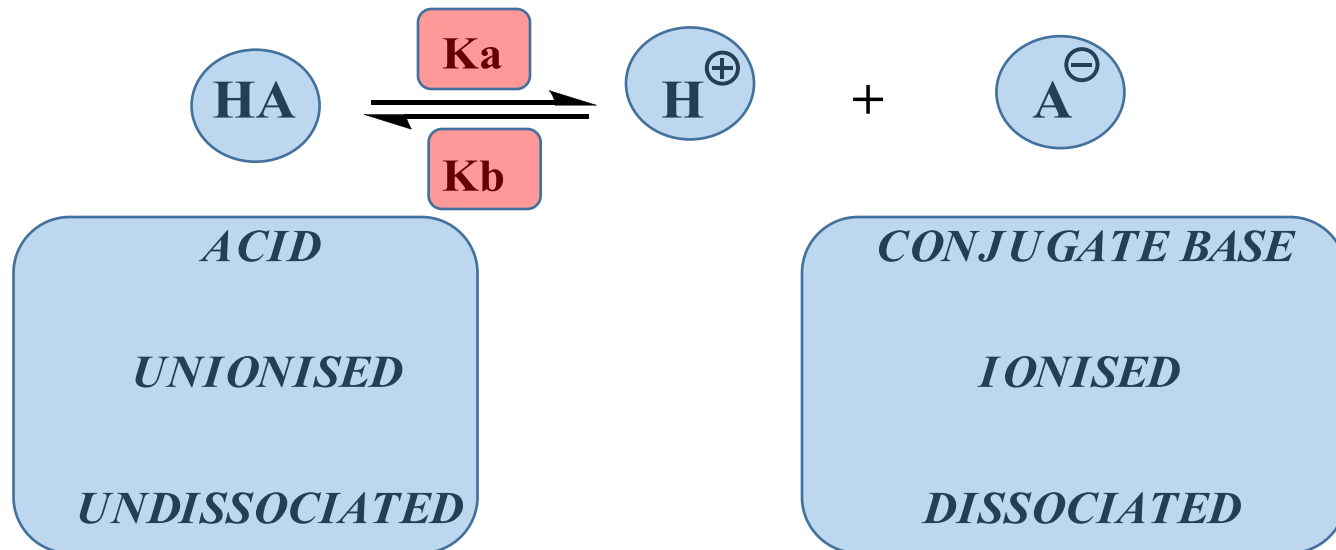 Ka
HA H⊕ + A⊖
Kb
ACID
UNIONISED
UNDISSOCIATED
CONJUGATE BASE
IONISED
DISSOCIATED